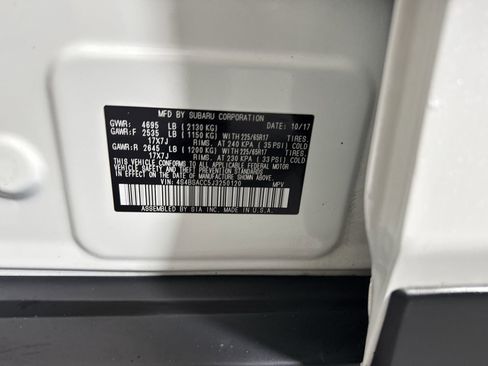 MFD BY SUBARU CORPORATION
GVWR: 4695 LB (2130 KG) DATE: 10/17
GAWR:F 2535 LB (1150 KG) WITH 225/65R17 TIRES.
17X7J RIMS. AT 240 KPA (35 PSI) COLD
GAWR:R 2645 LB (1200 KG) WITH 225/65R17 TIRES.
17X7J RIMS. AT 230 KPA (33 PSI) COLD
THIS VEHICLE CONFORMS TO ALL APPLICABLE FEDERAL MOTOR
VEHICLE SAFETY AND THEFT PREVENTION STANDARDS IN EFFECT
ON THE DATE OF MANUFACTURE SHOWN ABOVE.
VIN: 4S4BSACC5J3250120 MPV
ASSEMBLED BY SIA INC. MADE IN U.S.A.